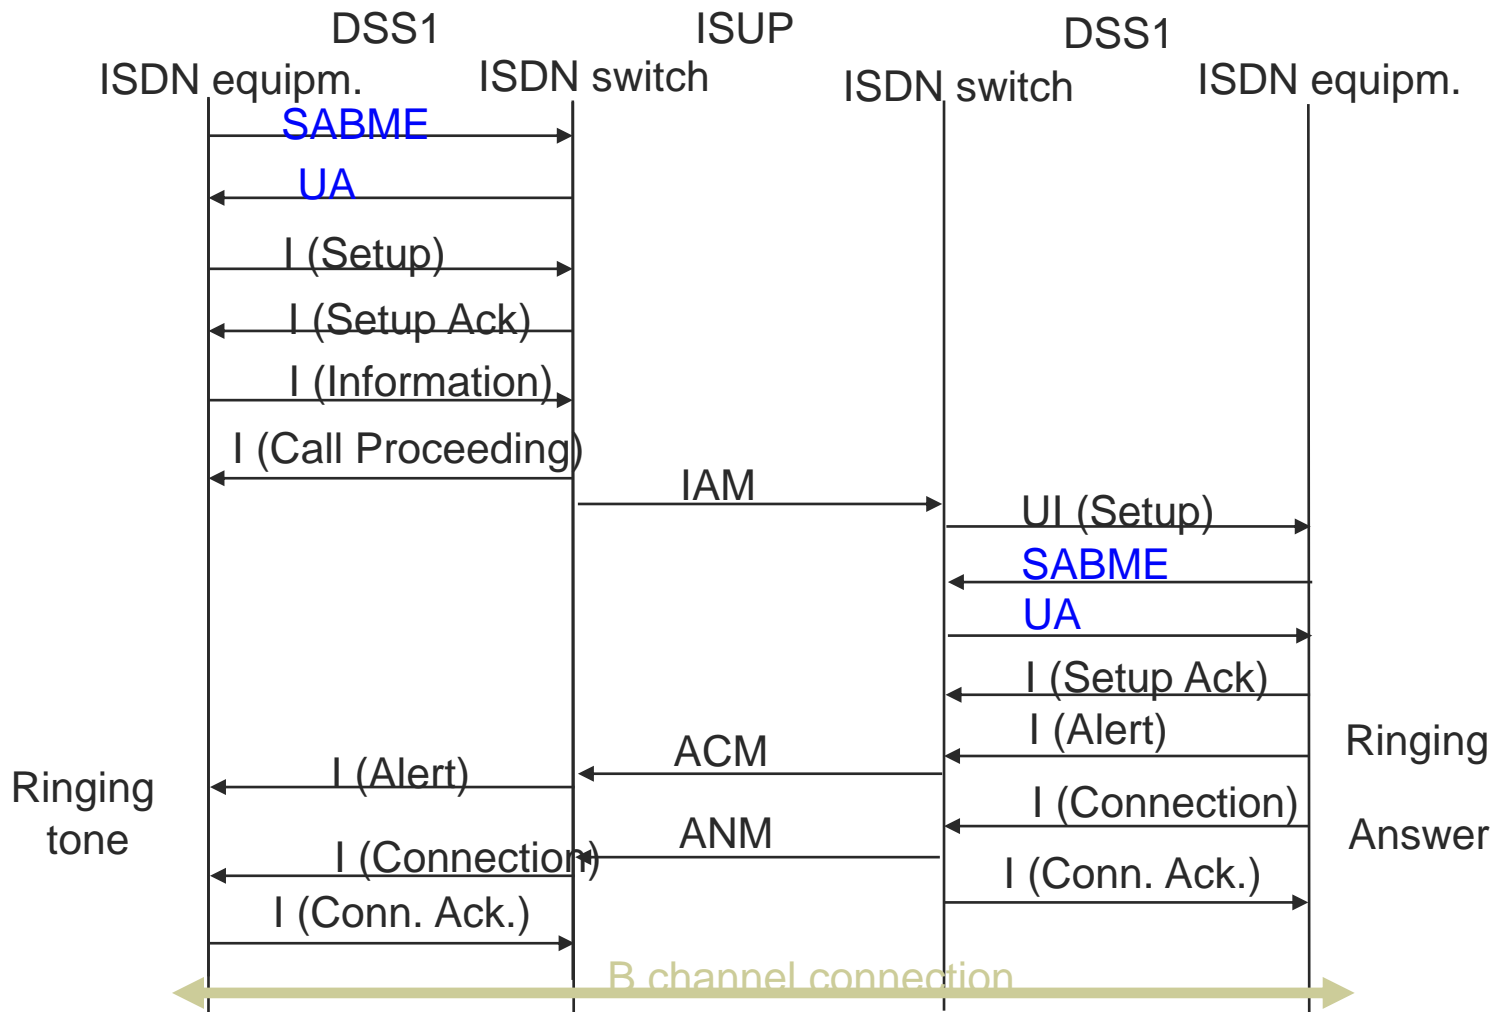 DSS1
ISUP
DSS1
ISDN equipm.
ISDN switch
ISDN switch
ISDN equipm.
SABME
UA
I (Setup)
I (Setup Ack)
I (Information)
I (Call Proceeding)
IAM
UI (Setup)
SABME
UA
I (Setup Ack)
I (Alert)
Ringing
ACM
I (Alert)
Ringing
tone
I (Connection)
Answer
ANM
I (Connection)
I (Conn. Ack.)
I (Conn. Ack.)
B channel connection